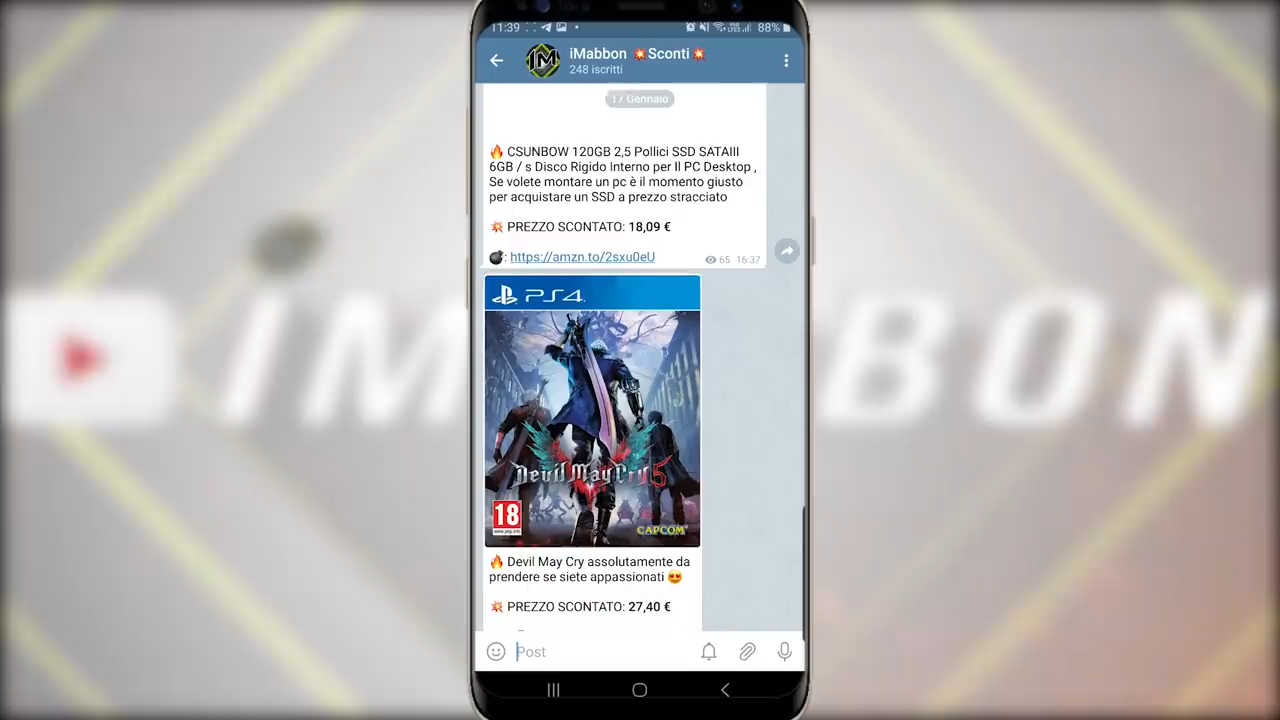 11:39
88%
iMabbon 💥Sconti💥
248 iscritti
17 Gennaio
🔥 CSUNBOW 120GB 2,5 Pollici SSD SATAIII
6GB / s Disco Rigido Interno per Il PC Desktop ,
Se volete montare un pc è il momento giusto
per acquistare un SSD a prezzo stracciato
💥 PREZZO SCONTATO: 18,09 €
💣: https://amzn.to/2sxu0eU
65 16:37
PS4
Devil May Cry 5
18
CAPCOM
🔥 Devil May Cry assolutamente da
prendere se siete appassionati 😍
💥 PREZZO SCONTATO: 27,40 €
Post